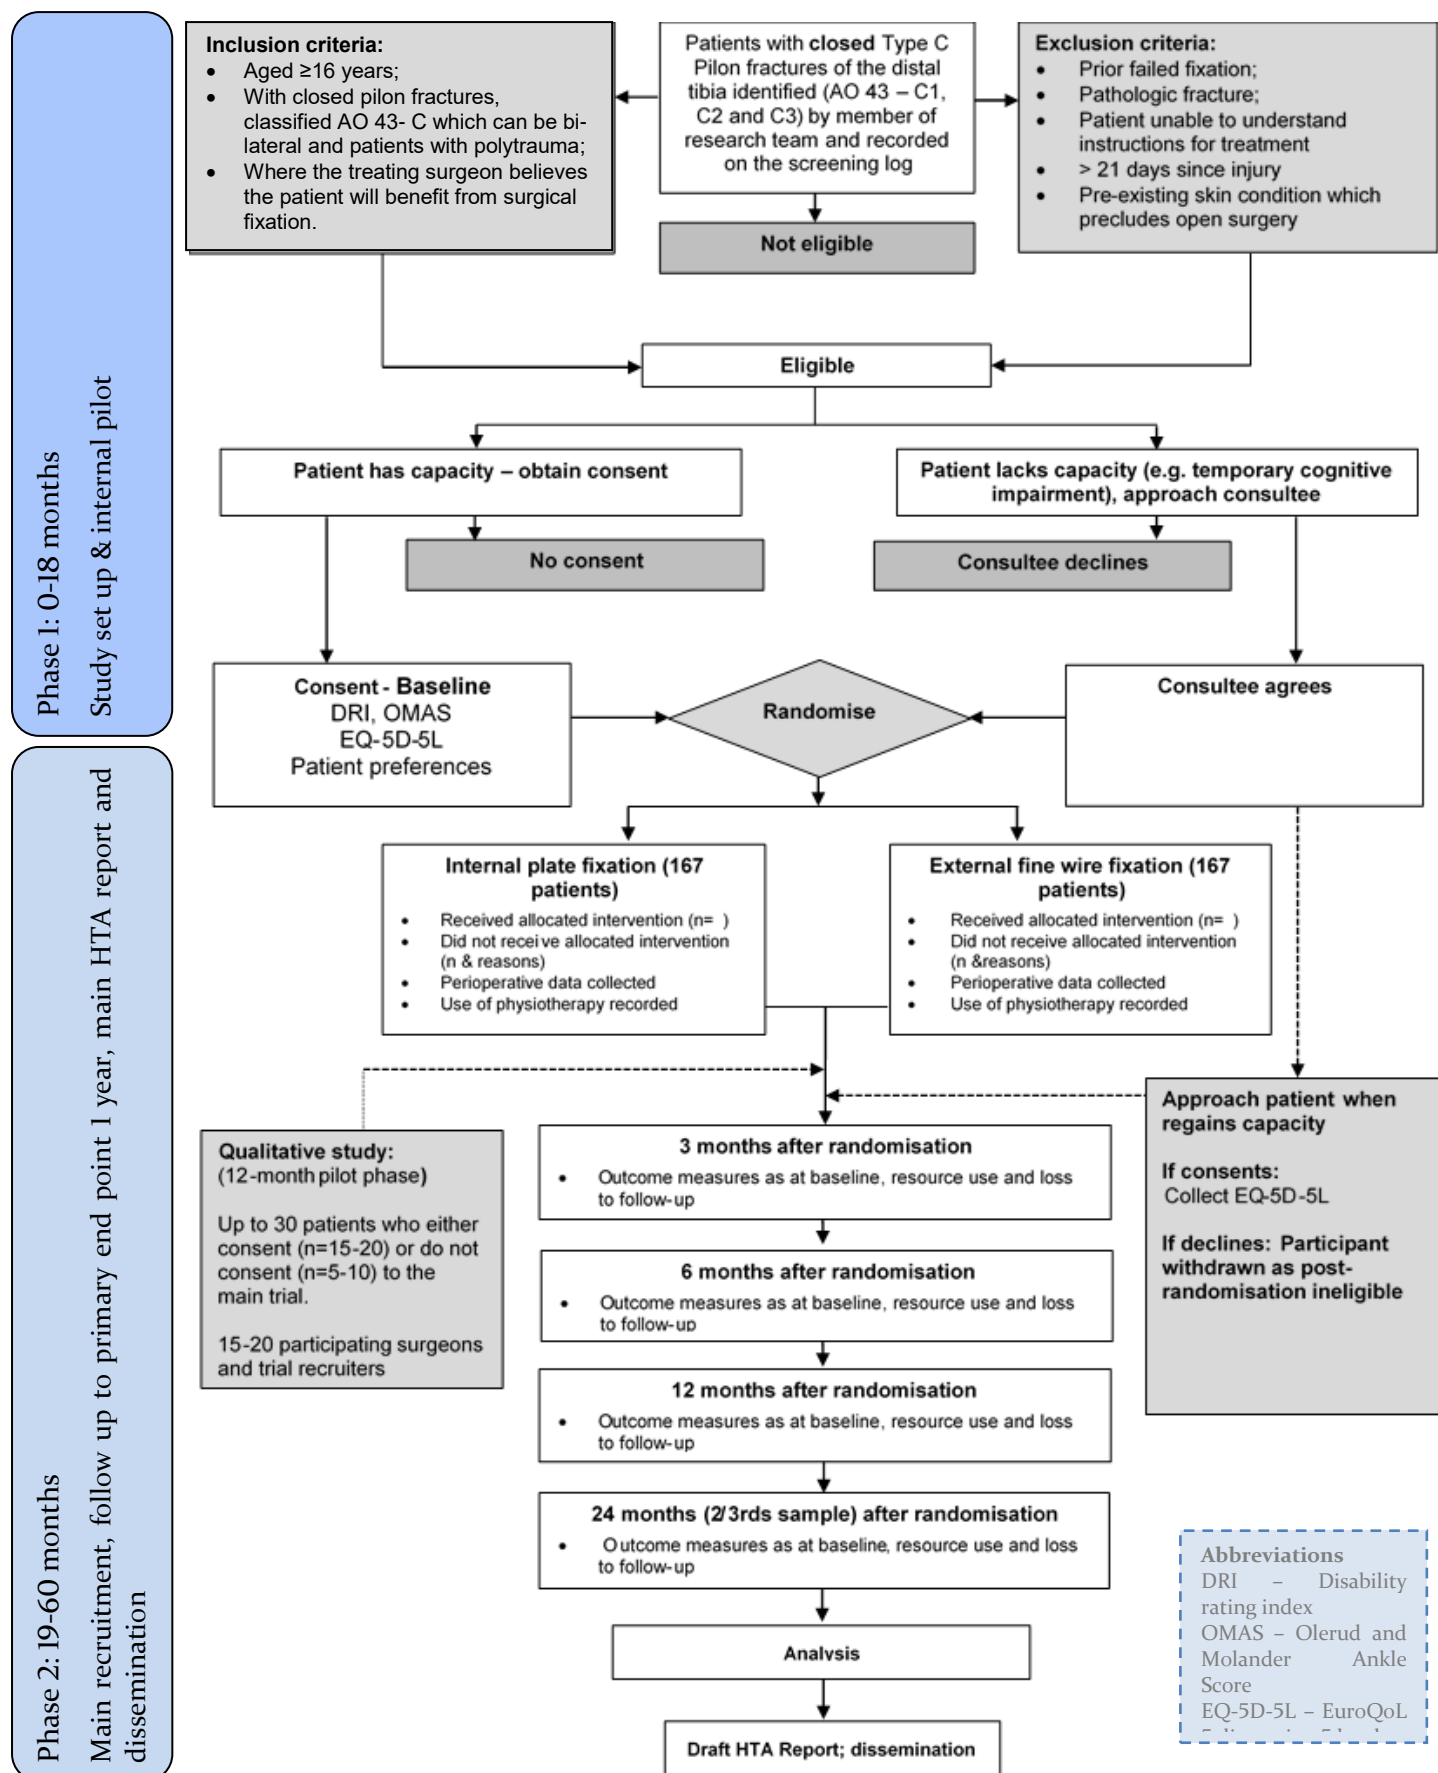 Phase 1: 0-18 months
Study set up & internal pilot
Inclusion criteria:
• Aged ≥16 years;
• With closed pilon fractures,
classified AO 43- C which can be bi-
lateral and patients with polytrauma;
• Where the treating surgeon believes
the patient will benefit from surgical
fixation.
Patients with closed Type C
Pilon fractures of the distal
tibia identified (AO 43 – C1,
C2 and C3) by member of
research team and recorded
on the screening log
Exclusion criteria:
• Prior failed fixation;
• Pathologic fracture;
• Patient unable to understand
instructions for treatment
• > 21 days since injury
• Pre-existing skin condition which
precludes open surgery
Not eligible
Eligible
Patient has capacity – obtain consent
Patient lacks capacity (e.g. temporary cognitive
impairment), approach consultee
No consent
Consultee declines
Consent - Baseline
DRI, OMAS
EQ-5D-5L
Patient preferences
Randomise
Consultee agrees
Phase 2: 19-60 months
Main recruitment, follow up to primary end point 1 year, main HTA report and
dissemination
Internal plate fixation (167
patients)
• Received allocated intervention (n= )
• Did not receive allocated intervention
(n & reasons)
• Perioperative data collected
• Use of physiotherapy recorded
External fine wire fixation (167
patients)
• Received allocated intervention (n= )
• Did not receive allocated intervention
(n &reasons)
• Perioperative data collected
• Use of physiotherapy recorded
Qualitative study:
(12-month pilot phase)
Up to 30 patients who either
consent (n=15-20) or do not
consent (n=5-10) to the
main trial.
15-20 participating surgeons
and trial recruiters
3 months after randomisation
• Outcome measures as at baseline, resource use and loss
to follow-up
6 months after randomisation
• Outcome measures as at baseline, resource use and loss
to follow-up
12 months after randomisation
• Outcome measures as at baseline, resource use and loss
to follow-up
24 months (2/3rds sample) after randomisation
• Outcome measures as at baseline, resource use and loss
to follow-up
Approach patient when
regains capacity
If consents:
Collect EQ-5D-5L
If declines: Participant
withdrawn as post-
randomisation ineligible
Analysis
Draft HTA Report; dissemination
Abbreviations
DRI – Disability
rating index
OMAS – Olerud and
Molander Ankle
Score
EQ-5D-5L – EuroQoL